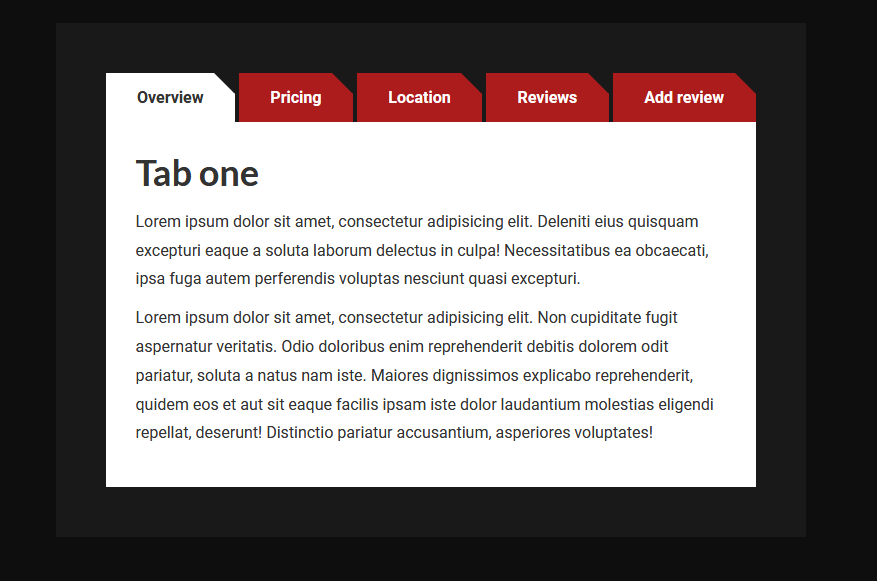 Overview Pricing Location Reviews Add review
Tab one
Lorem ipsum dolor sit amet, consectetur adipisicing elit. Deleniti eius quisquam
excepturi eaque a soluta laborum delectus in culpa! Necessitatibus ea obcaecati,
ipsa fuga autem perferendis voluptas nesciunt quasi excepturi.
Lorem ipsum dolor sit amet, consectetur adipisicing elit. Non cupiditate fugit
aspernatur veritatis. Odio doloribus enim reprehenderit debitis dolorem odit
pariatur, soluta a natus nam iste. Maiores dignissimos explicabo reprehenderit,
quidem eos et aut sit eaque facilis ipsam iste dolor laudantium molestias eligendi
repellat, deserunt! Distinctio pariatur accusantium, asperiores voluptates!